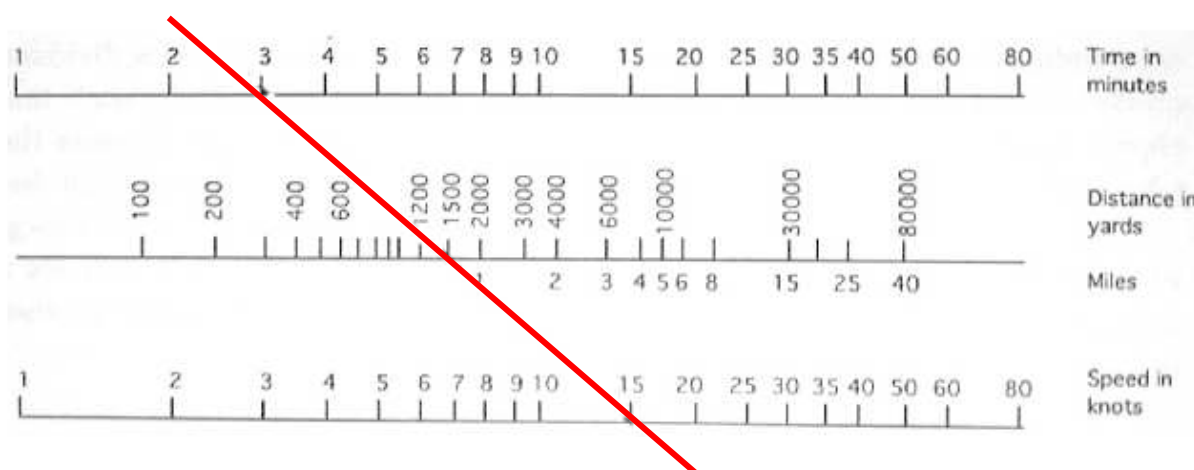 1 2 3 4 5 6 7 8 9 10 15 20 25 30 35 40 50 60 80 Time in
minutes
100 200 400 600 1200 1500 2000 3000 4000 6000 10000 30000 80000 Distance in
yards
1 2 3 4 5 6 8 15 25 40 Miles
1 2 3 4 5 6 7 8 9 10 15 20 25 30 35 40 50 60 80 Speed in
knots